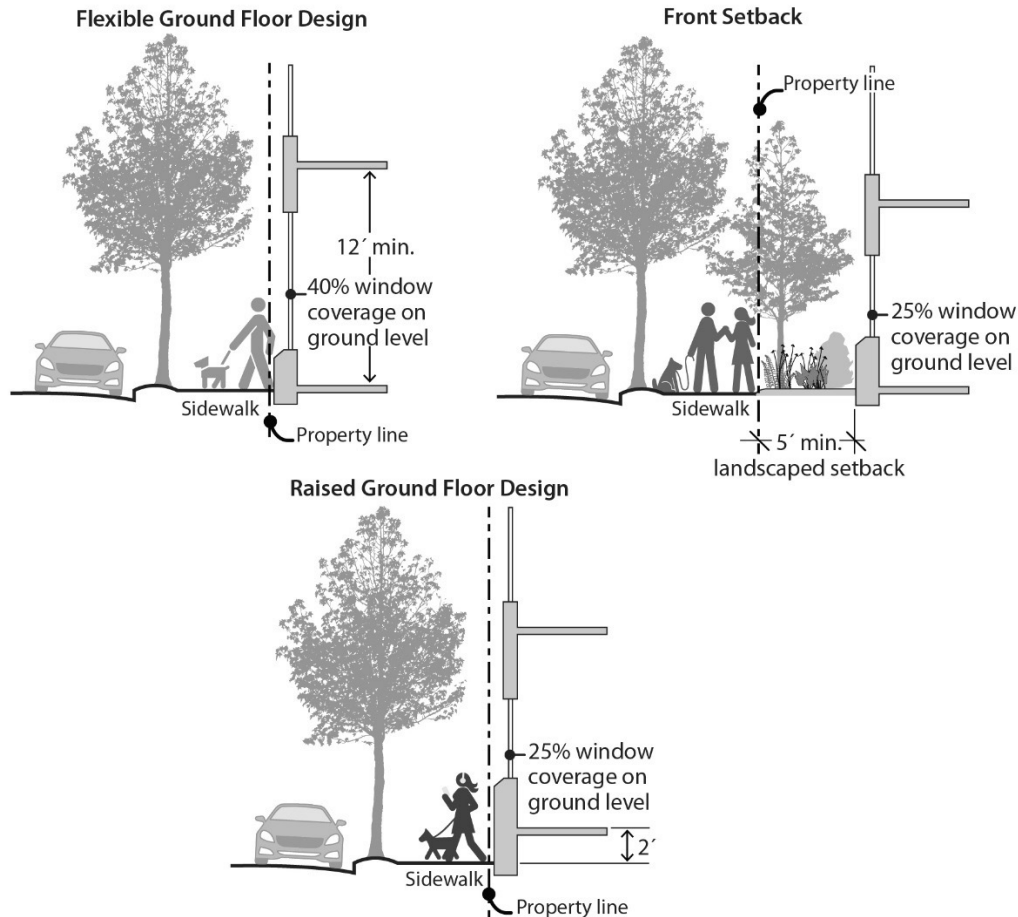 Flexible Ground Floor Design
12´ min.
40% window
coverage on
ground level
Sidewalk
Property line
Front Setback
Property line
25% window
coverage on
ground level
Sidewalk
5´ min.
landscaped setback
Raised Ground Floor Design
25% window
coverage on
ground level
2´
Sidewalk
Property line